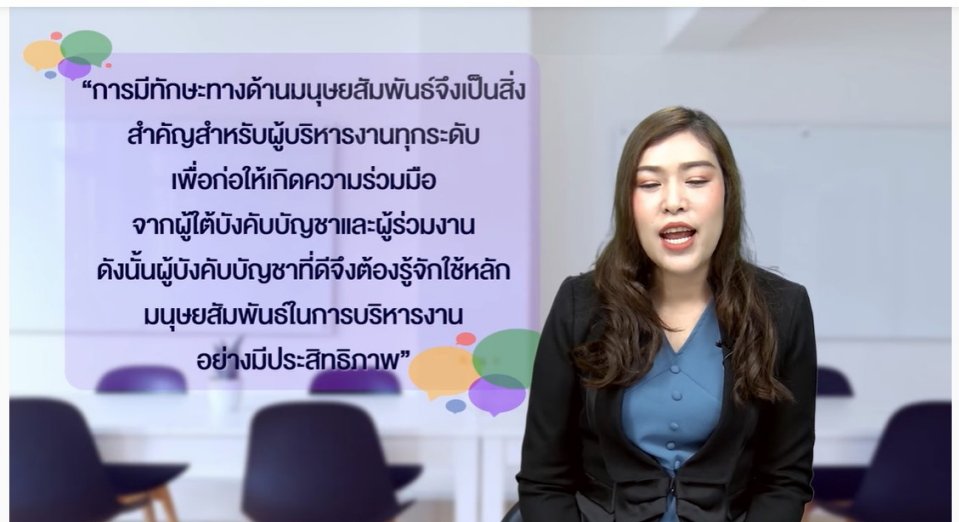 “การมีทักษะทางด้านมนุษยสัมพันธ์จึงเป็นสิ่ง
สำคัญสำหรับผู้บริหารงานทุกระดับ
เพื่อก่อให้เกิดความร่วมมือ
จากผู้ใต้บังคับบัญชาและผู้ร่วมงาน
ดังนั้นผู้บังคับบัญชาที่ดีจึงต้องรู้จักใช้หลัก
มนุษยสัมพันธ์ในการบริหารงาน
อย่างมีประสิทธิภาพ”